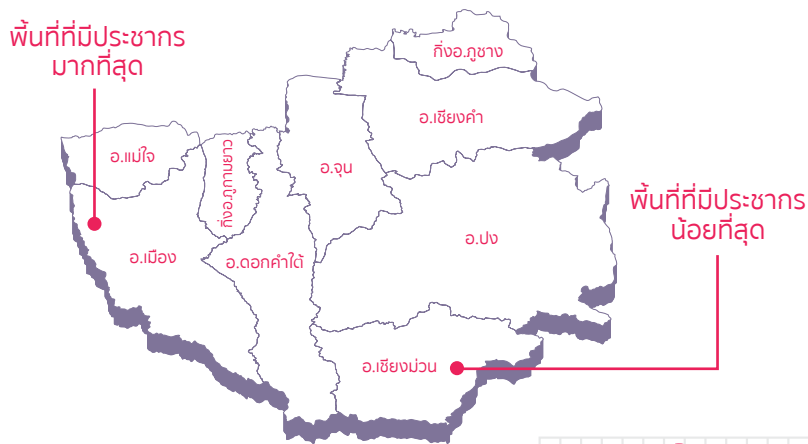 พื้นที่ที่มีประชากร
มากที่สุด
กิ่งอ.ภูซาง
อ.เชียงคำ
อ.แม่ใจ
กิ่งอ.ภูกามยาว
อ.จุน
พื้นที่ที่มีประชากร
น้อยที่สุด
อ.เมือง
อ.ดอกคำใต้
อ.ปง
อ.เชียงม่วน